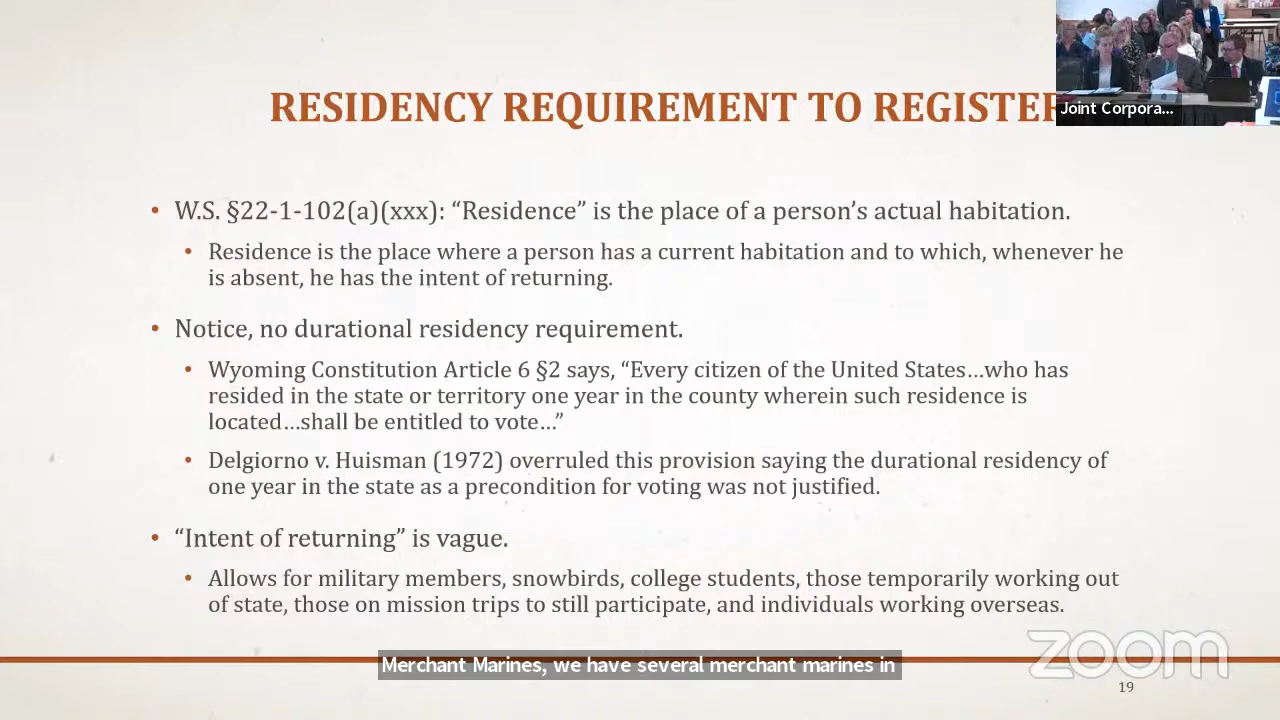 RESIDENCY REQUIREMENT TO REGISTER
Joint Corpora...
• W.S. §22-1-102(a)(xxx): “Residence” is the place of a person’s actual habitation.
• Residence is the place where a person has a current habitation and to which, whenever he
is absent, he has the intent of returning.
• Notice, no durational residency requirement.
• Wyoming Constitution Article 6 §2 says, “Every citizen of the United States…who has
resided in the state or territory one year in the county wherein such residence is
located…shall be entitled to vote…”
• Delgiorno v. Huisman (1972) overruled this provision saying the durational residency of
one year in the state as a precondition for voting was not justified.
• “Intent of returning” is vague.
• Allows for military members, snowbirds, college students, those temporarily working out
of state, those on mission trips to still participate, and individuals working overseas.
zoom
Merchant Marines, we have several merchant marines in
19